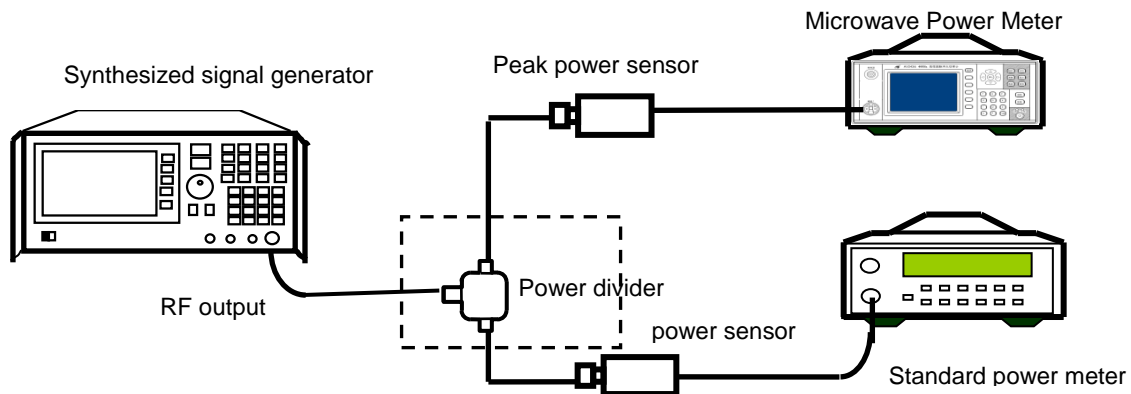 Microwave Power Meter
Peak power sensor
Synthesized signal generator
Power divider
RF output
power sensor
Standard power meter